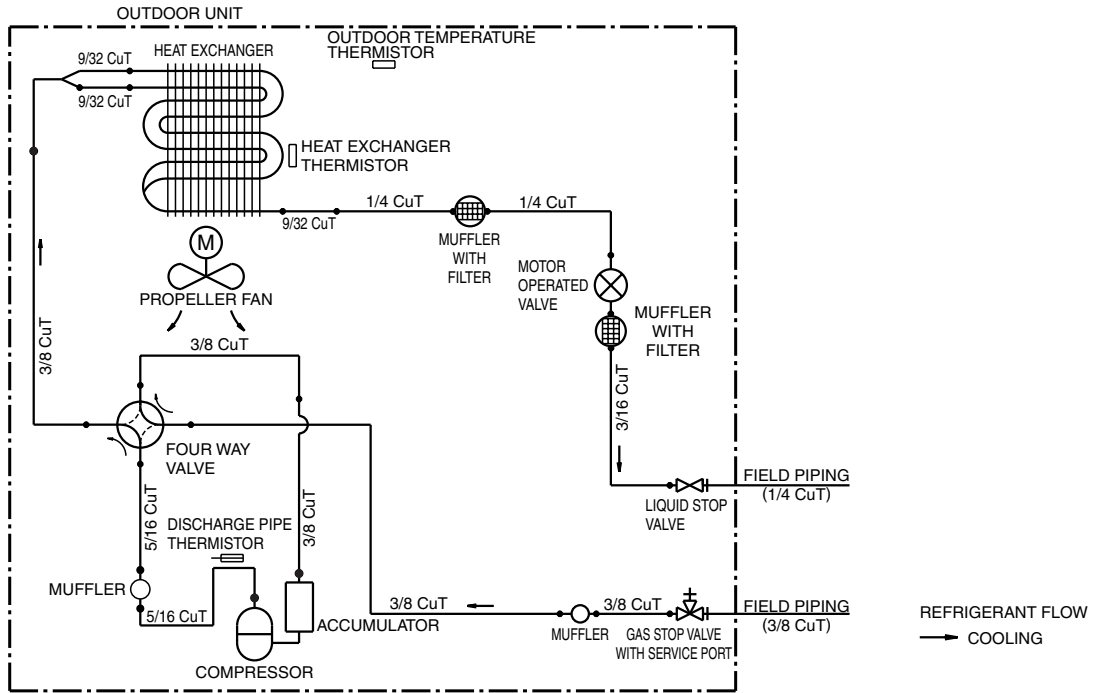 OUTDOOR UNIT
OUTDOOR TEMPERATURE
THERMISTOR
HEAT EXCHANGER
9/32 CuT
9/32 CuT
HEAT EXCHANGER
THERMISTOR
1/4 CuT
1/4 CuT
9/32 CuT
MUFFLER
WITH
FILTER
M
MOTOR
OPERATED
VALVE
PROPELLER FAN
MUFFLER
WITH
FILTER
3/8 CuT
3/8 CuT
3/16 CuT
FOUR WAY
VALVE
FIELD PIPING
(1/4 CuT)
LIQUID STOP
VALVE
5/16 CuT
3/8 CuT
DISCHARGE PIPE
THERMISTOR
MUFFLER
5/16 CuT
ACCUMULATOR
COMPRESSOR
3/8 CuT
3/8 CuT
MUFFLER
GAS STOP VALVE
WITH SERVICE PORT
FIELD PIPING
(3/8 CuT)
REFRIGERANT FLOW
COOLING